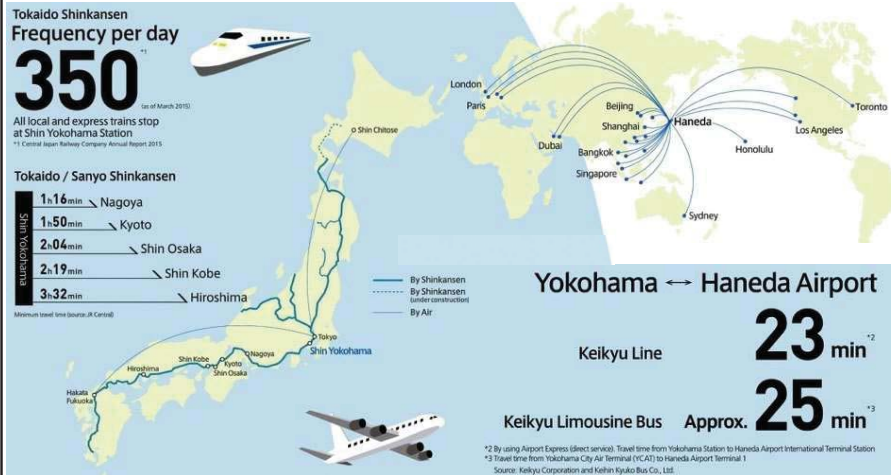 Tokaido Shinkansen
Frequency per day
350 *1
(as of March 2015)
All local and express trains stop
at Shin Yokohama Station
*1 Central Japan Railway Company Annual Report 2015
Tokaido / Sanyo Shinkansen
Shin Yokohama
1h16min Nagoya
1h50min Kyoto
2h04min Shin Osaka
2h19min Shin Kobe
3h32min Hiroshima
Minimum travel time (source: JR Central)
Shin Chitose
Tokyo
Shin Yokohama
Nagoya
Kyoto
Shin Osaka
Shin Kobe
Hiroshima
Hakata
Fukuoka
By Shinkansen
By Shinkansen
(under construction)
By Air
London
Paris
Dubai
Beijing
Shanghai
Bangkok
Singapore
Haneda
Sydney
Honolulu
Los Angeles
Toronto
Yokohama ↔ Haneda Airport
Keikyu Line 23 min *2
Keikyu Limousine Bus Approx. 25 min *3
*2 By using Airport Express (direct service). Travel time from Yokohama Station to Haneda Airport International Terminal Station
*3 Travel time from Yokohama City Air Terminal (YCAT) to Haneda Airport Terminal 1
Source: Keikyu Corporation and Keihin Kyuko Bus Co., Ltd.